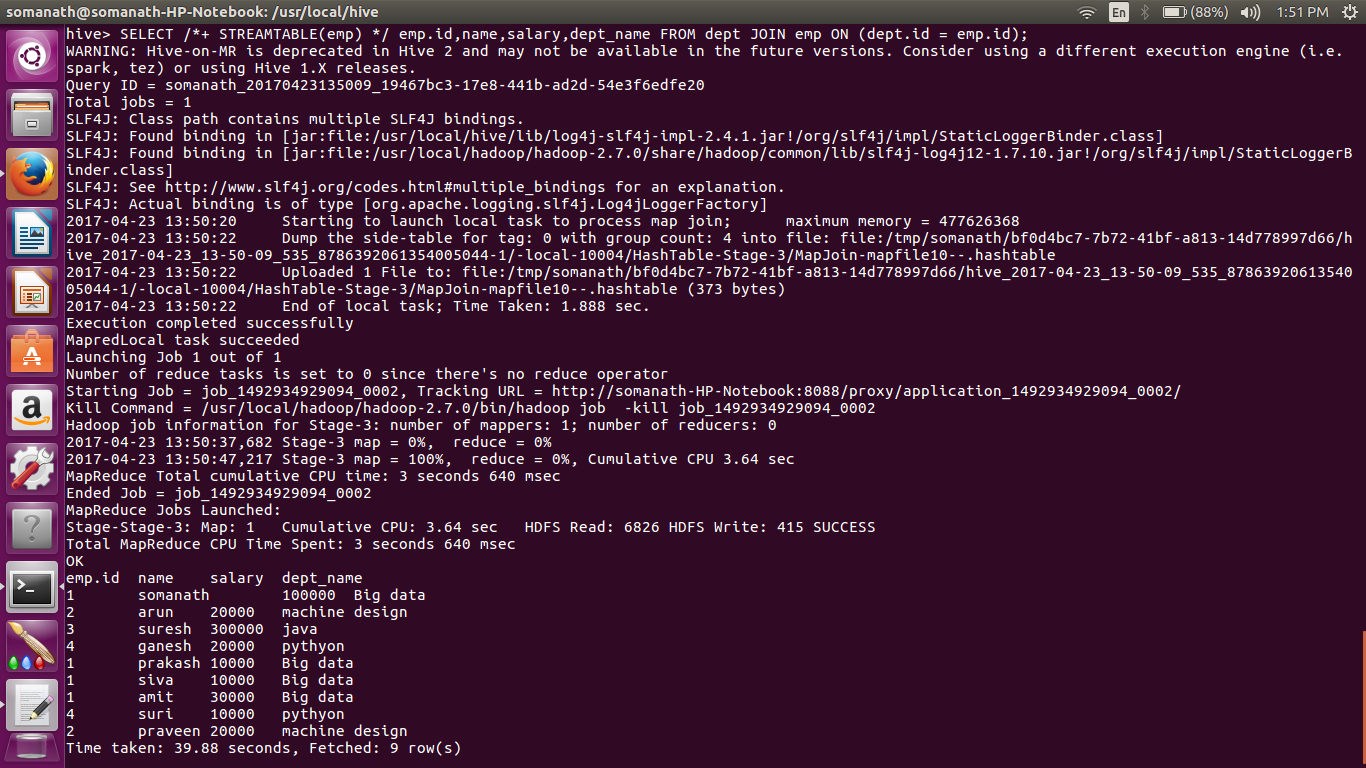 somanath@somanath-HP-Notebook: /usr/local/hive
En
(88%)
1:51 PM
hive> SELECT /*+ STREAMTABLE(emp) */ emp.id,name,salary,dept_name FROM dept JOIN emp ON (dept.id = emp.id);
WARNING: Hive-on-MR is deprecated in Hive 2 and may not be available in the future versions. Consider using a different execution engine (i.e.
spark, tez) or using Hive 1.X releases.
Query ID = somanath_20170423135009_19467bc3-17e8-441b-ad2d-54e3f6edfe20
Total jobs = 1
SLF4J: Class path contains multiple SLF4J bindings.
SLF4J: Found binding in [jar:file:/usr/local/hive/lib/log4j-slf4j-impl-2.4.1.jar!/org/slf4j/impl/StaticLoggerBinder.class]
SLF4J: Found binding in [jar:file:/usr/local/hadoop/hadoop-2.7.0/share/hadoop/common/lib/slf4j-log4j12-1.7.10.jar!/org/slf4j/impl/StaticLoggerB
inder.class]
SLF4J: See http://www.slf4j.org/codes.html#multiple_bindings for an explanation.
SLF4J: Actual binding is of type [org.apache.logging.slf4j.Log4jLoggerFactory]
2017-04-23 13:50:20     Starting to launch local task to process map join;      maximum memory = 477626368
2017-04-23 13:50:22     Dump the side-table for tag: 0 with group count: 4 into file: file:/tmp/somanath/bf0d4bc7-7b72-41bf-a813-14d778997d66/h
ive_2017-04-23_13-50-09_535_8786392061354005044-1/-local-10004/HashTable-Stage-3/MapJoin-mapfile10--.hashtable
2017-04-23 13:50:22     Uploaded 1 File to: file:/tmp/somanath/bf0d4bc7-7b72-41bf-a813-14d778997d66/hive_2017-04-23_13-50-09_535_87863920613540
05044-1/-local-10004/HashTable-Stage-3/MapJoin-mapfile10--.hashtable (373 bytes)
2017-04-23 13:50:22     End of local task; Time Taken: 1.888 sec.
Execution completed successfully
MapredLocal task succeeded
Launching Job 1 out of 1
Number of reduce tasks is set to 0 since there's no reduce operator
Starting Job = job_1492934929094_0002, Tracking URL = http://somanath-HP-Notebook:8088/proxy/application_1492934929094_0002/
Kill Command = /usr/local/hadoop/hadoop-2.7.0/bin/hadoop job  -kill job_1492934929094_0002
Hadoop job information for Stage-3: number of mappers: 1; number of reducers: 0
2017-04-23 13:50:37,682 Stage-3 map = 0%,  reduce = 0%
2017-04-23 13:50:47,217 Stage-3 map = 100%,  reduce = 0%, Cumulative CPU 3.64 sec
MapReduce Total cumulative CPU time: 3 seconds 640 msec
Ended Job = job_1492934929094_0002
MapReduce Jobs Launched:
Stage-Stage-3: Map: 1   Cumulative CPU: 3.64 sec   HDFS Read: 6826 HDFS Write: 415 SUCCESS
Total MapReduce CPU Time Spent: 3 seconds 640 msec
OK
emp.id  name    salary  dept_name
1       somanath        100000  Big data
2       arun    20000   machine design
3       suresh  300000  java
4       ganesh  20000   pythyon
1       prakash 10000   Big data
1       siva    10000   Big data
1       amit    30000   Big data
4       suri    10000   pythyon
2       praveen 20000   machine design
Time taken: 39.88 seconds, Fetched: 9 row(s)